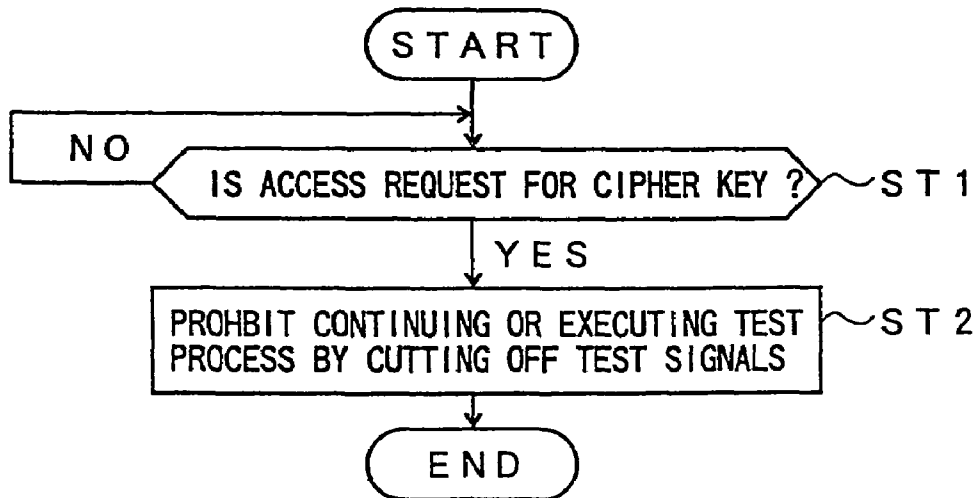 START
NO
IS ACCESS REQUEST FOR CIPHER KEY ?
ST1
YES
PROHBIT CONTINUING OR EXECUTING TEST
PROCESS BY CUTTING OFF TEST SIGNALS
ST2
END